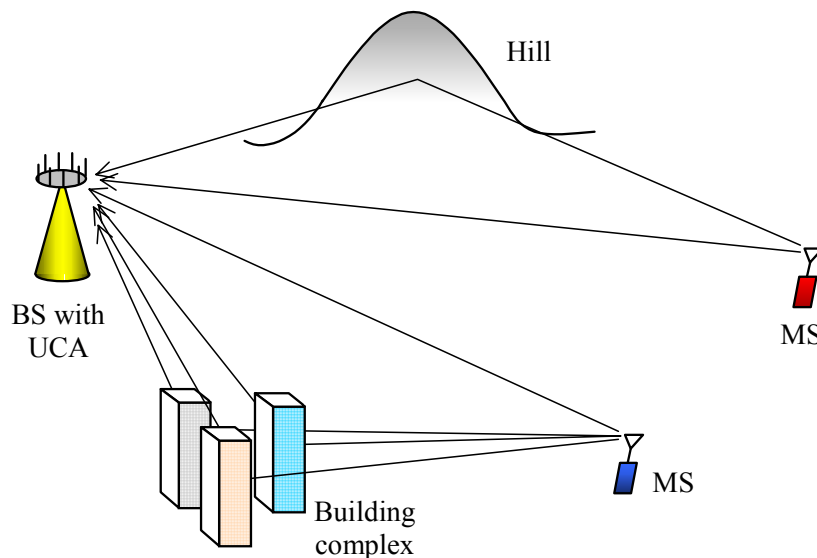 Hill
BS with
UCA
MS
MS
Building
complex